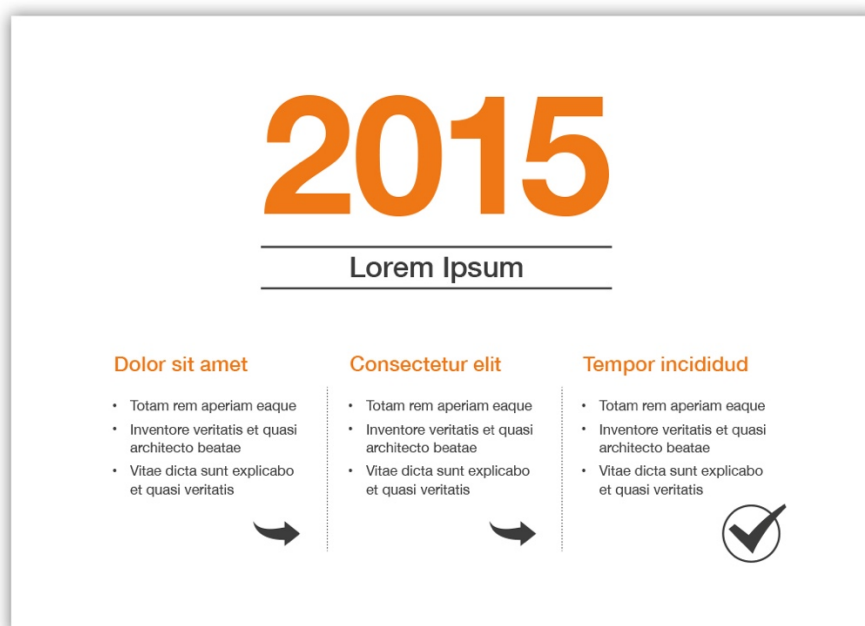 2015
Lorem Ipsum
Dolor sit amet
• Totam rem aperiam eaque
• Inventore veritatis et quasi
architecto beatae
• Vitae dicta sunt explicabo
et quasi veritatis
Consectetur elit
• Totam rem aperiam eaque
• Inventore veritatis et quasi
architecto beatae
• Vitae dicta sunt explicabo
et quasi veritatis
Tempor incididud
• Totam rem aperiam eaque
• Inventore veritatis et quasi
architecto beatae
• Vitae dicta sunt explicabo
et quasi veritatis